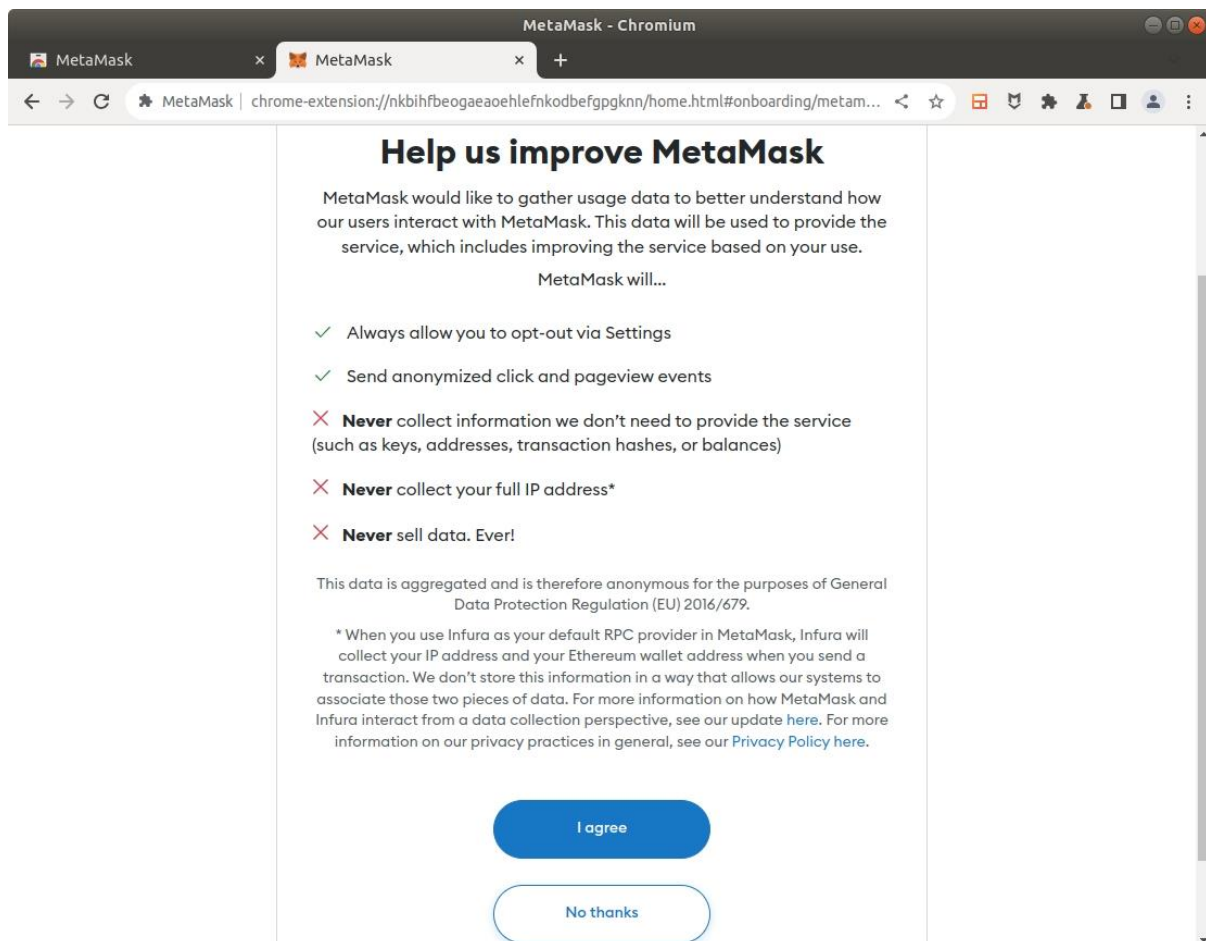 MetaMask - Chromium
MetaMask
MetaMask
MetaMask | chrome-extension://nkbihfbeogaeaoehlefnkodbefgpgknn/home.html#onboarding/metam...
Help us improve MetaMask
MetaMask would like to gather usage data to better understand how
our users interact with MetaMask. This data will be used to provide the
service, which includes improving the service based on your use.
MetaMask will...
Always allow you to opt-out via Settings
Send anonymized click and pageview events
Never collect information we don’t need to provide the service
(such as keys, addresses, transaction hashes, or balances)
Never collect your full IP address*
Never sell data. Ever!
This data is aggregated and is therefore anonymous for the purposes of General
Data Protection Regulation (EU) 2016/679.
* When you use Infura as your default RPC provider in MetaMask, Infura will
collect your IP address and your Ethereum wallet address when you send a
transaction. We don’t store this information in a way that allows our systems to
associate those two pieces of data. For more information on how MetaMask and
Infura interact from a data collection perspective, see our update here. For more
information on our privacy practices in general, see our Privacy Policy here.
I agree
No thanks